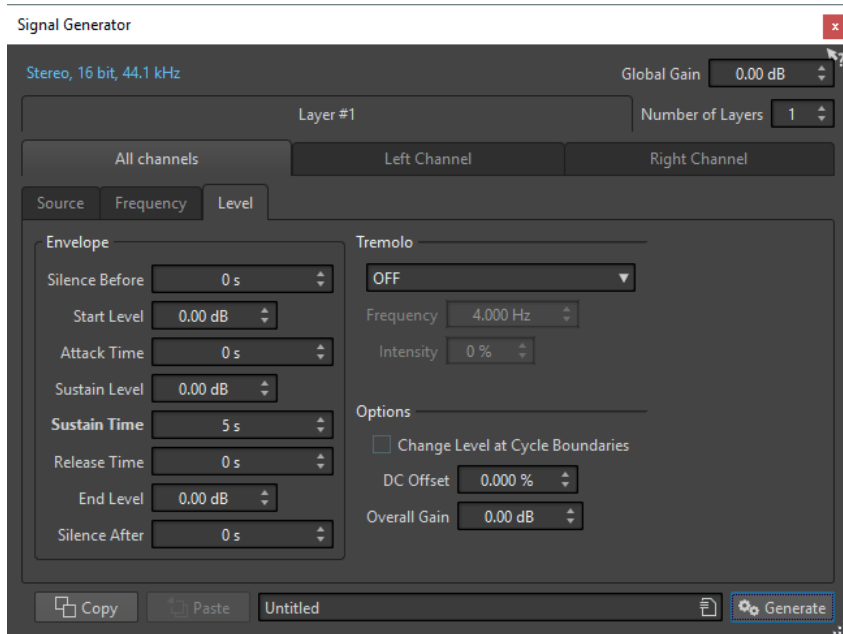 Signal Generator
Stereo, 16 bit, 44.1 kHz
Global Gain 0.00 dB
Layer #1
Number of Layers 1
All channels Left Channel Right Channel
Source Frequency Level
Envelope
Silence Before 0 s
Start Level 0.00 dB
Attack Time 0 s
Sustain Level 0.00 dB
Sustain Time 5 s
Release Time 0 s
End Level 0.00 dB
Silence After 0 s
Tremolo
OFF
Frequency 4.000 Hz
Intensity 0 %
Options
Change Level at Cycle Boundaries
DC Offset 0.000 %
Overall Gain 0.00 dB
Copy Paste Untitled Generate